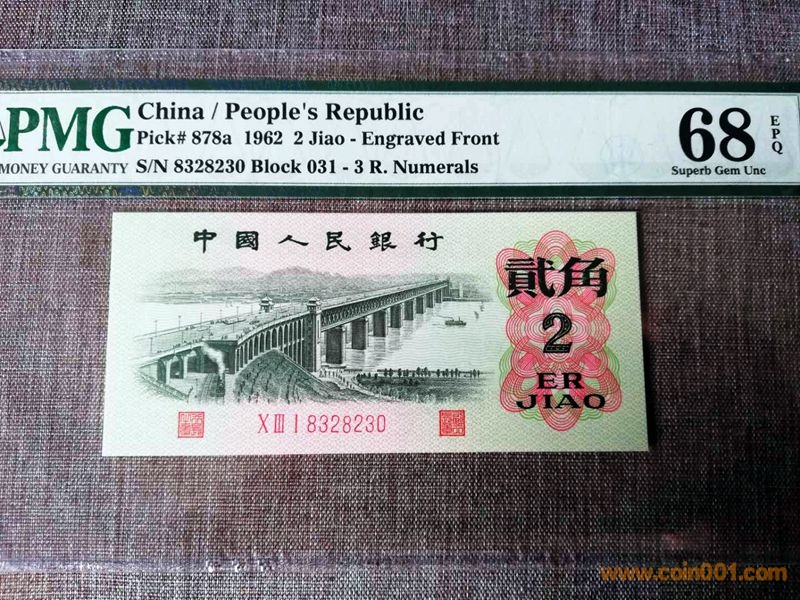 PMG
MONEY GUARANTY
China / People's Republic
Pick# 878a 1962 2 Jiao - Engraved Front
S/N 8328230 Block 031 - 3 R. Numerals
68
EPQ
Superb Gem Unc
中國人民銀行
貳角
2
ER
JIAO
X III I 8328230
www.coin001.com